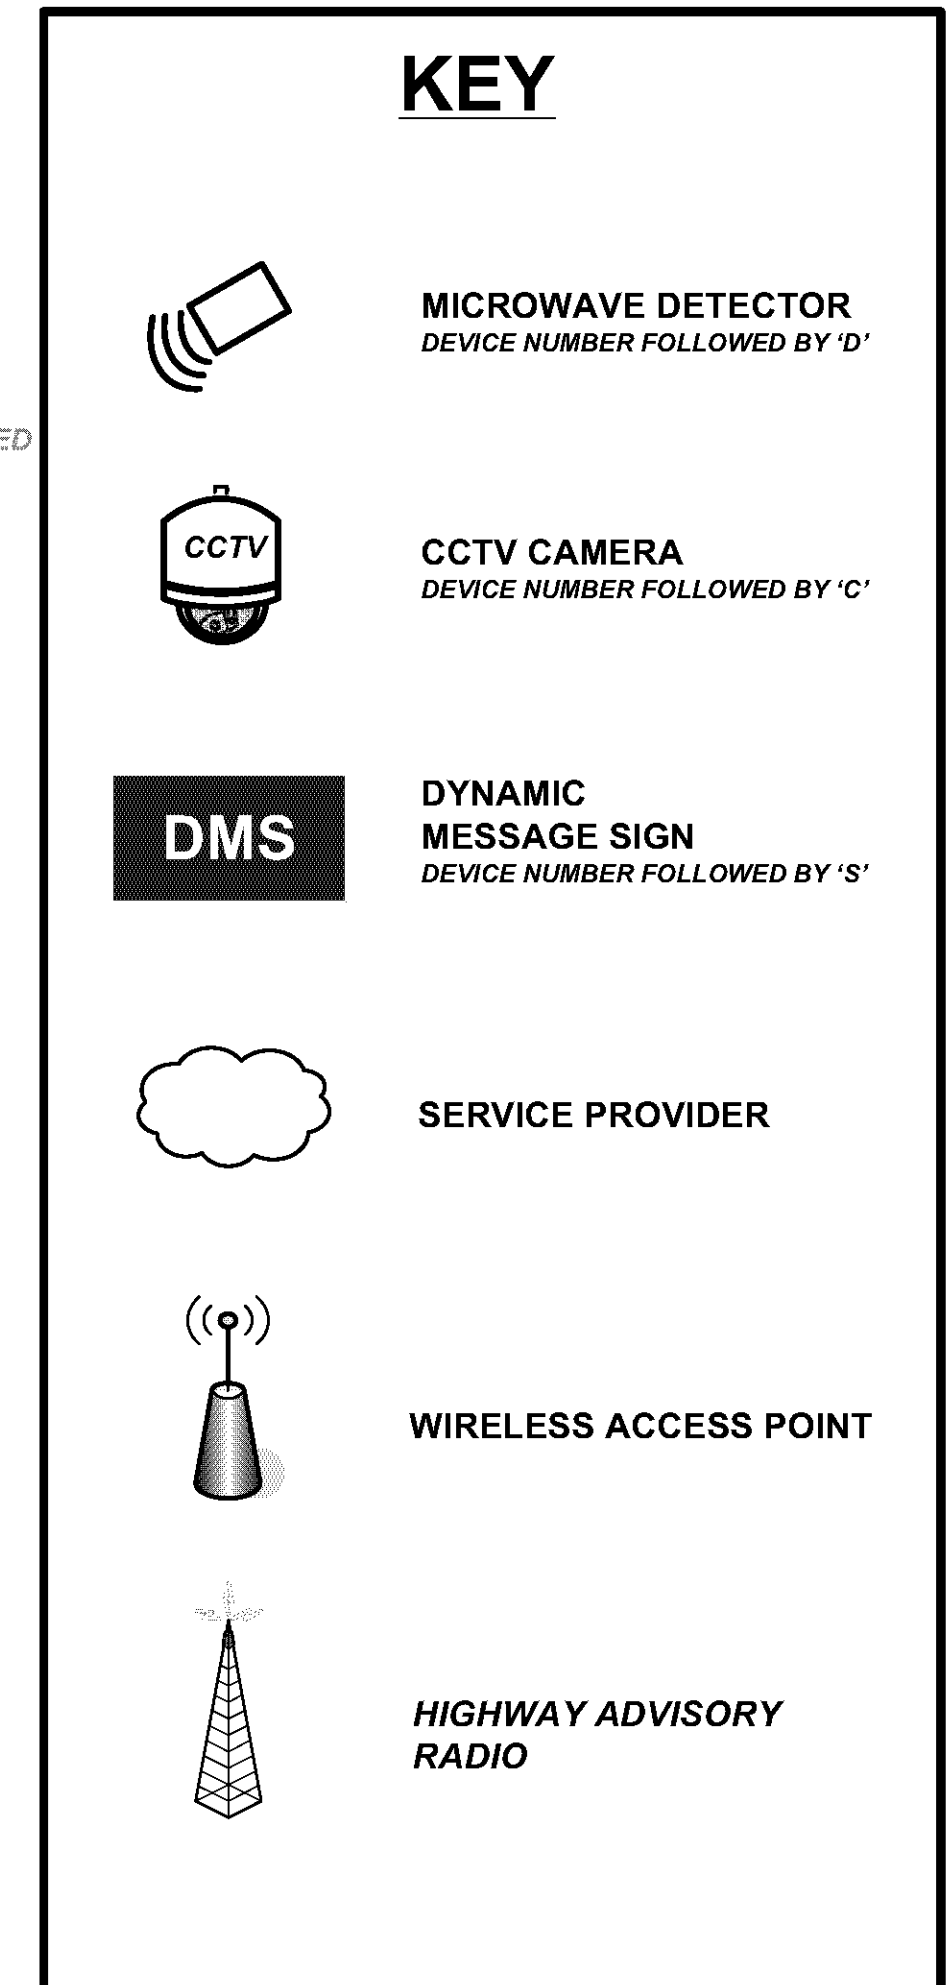 KEY
MICROWAVE DETECTOR
DEVICE NUMBER FOLLOWED BY ‘D’
CCTV
CCTV CAMERA
DEVICE NUMBER FOLLOWED BY ‘C’
DMS
DYNAMIC
MESSAGE SIGN
DEVICE NUMBER FOLLOWED BY ‘S’
SERVICE PROVIDER
WIRELESS ACCESS POINT
HIGHWAY ADVISORY
RADIO